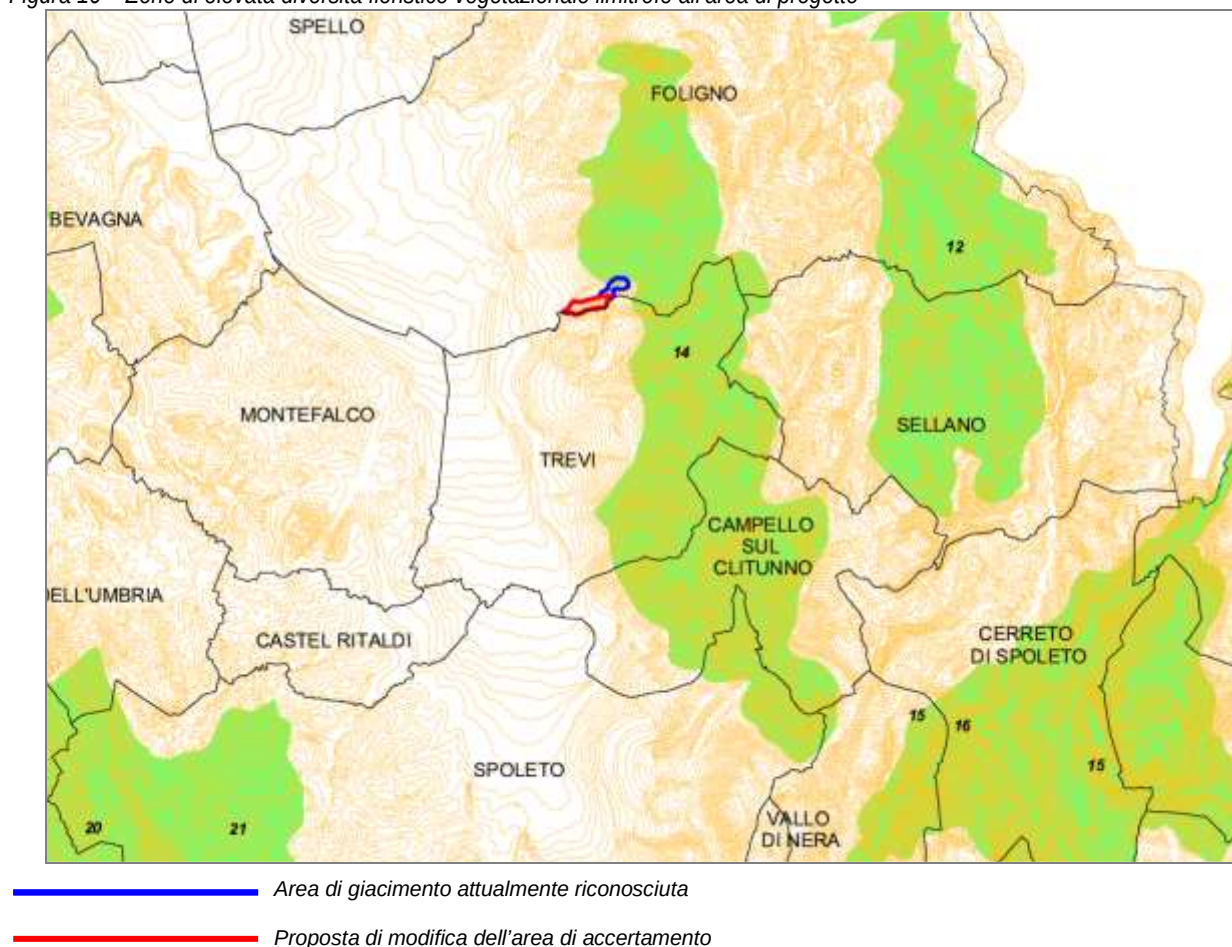 Figura 10 – Zone di elevata diversità floristico vegetazionale limitrofe all'area di progetto
SPELLO
FOLIGNO
BEVAGNA
12
14
MONTEFALCO
SELLANO
TREVI
CAMPELLO
SUL
CLITUNNO
DELL'UMBRIA
CASTEL RITALDI
CERRETO
DI SPOLETO
15
16
15
SPOLETO
VALLO
DI NERA
20
21
Area di giacimento attualmente riconosciuta
Proposta di modifica dell'area di accertamento